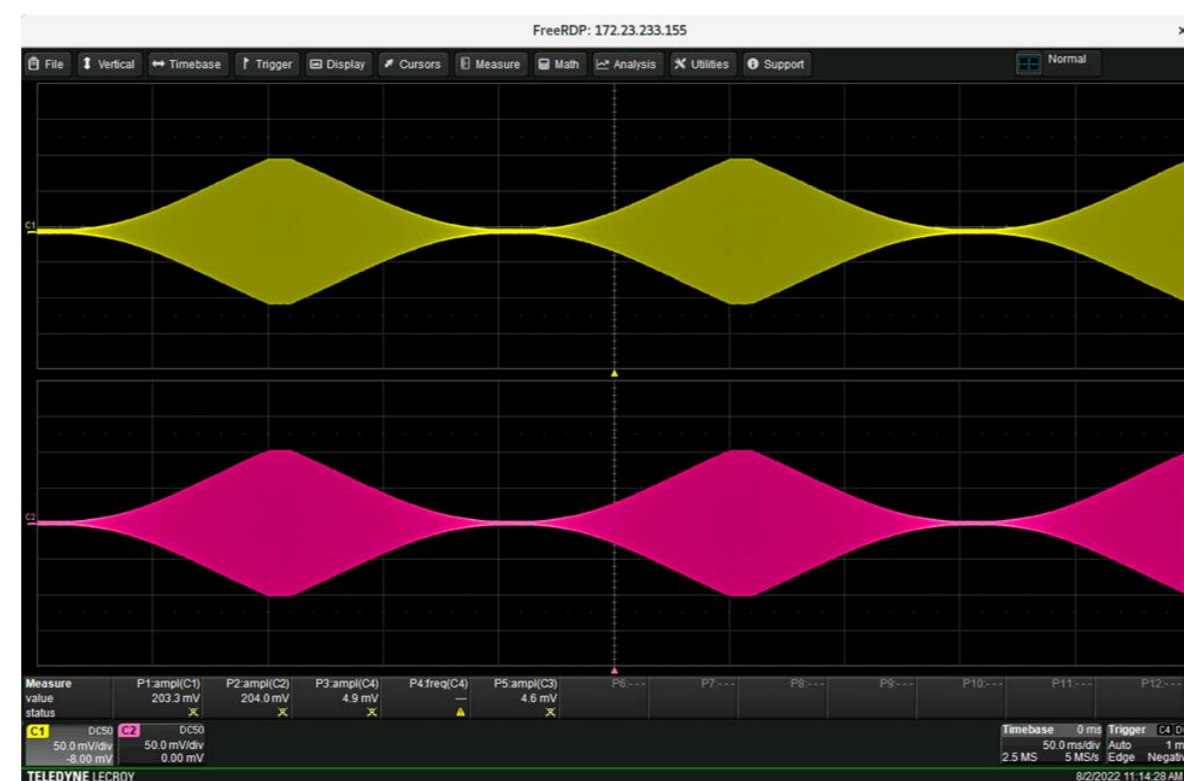 FreeRDP: 172.23.233.155
File Vertical Timebase Trigger Display Cursors Measure Math Analysis Utilities Support Normal
C1
C2
Measure P1:ampl(C1) P2:ampl(C2) P3:ampl(C4) P4:freq(C4) P5:ampl(C3) P6:--- P7:--- P8:--- P9:--- P10:--- P11:--- P12:---
value 203.3 mV 204.0 mV 4.9 mV --- 4.6 mV
status
C1 DC50 C2 DC50 Timebase 0 ms Trigger C4
50.0 mV/div 50.0 mV/div 50.0 ms/div Auto 1 m
-8.00 mV 0.00 mV 2.5 MS 5 MS/s Edge Negativ
TELEDYNE LECROY 8/2/2022 11:14:28 AM